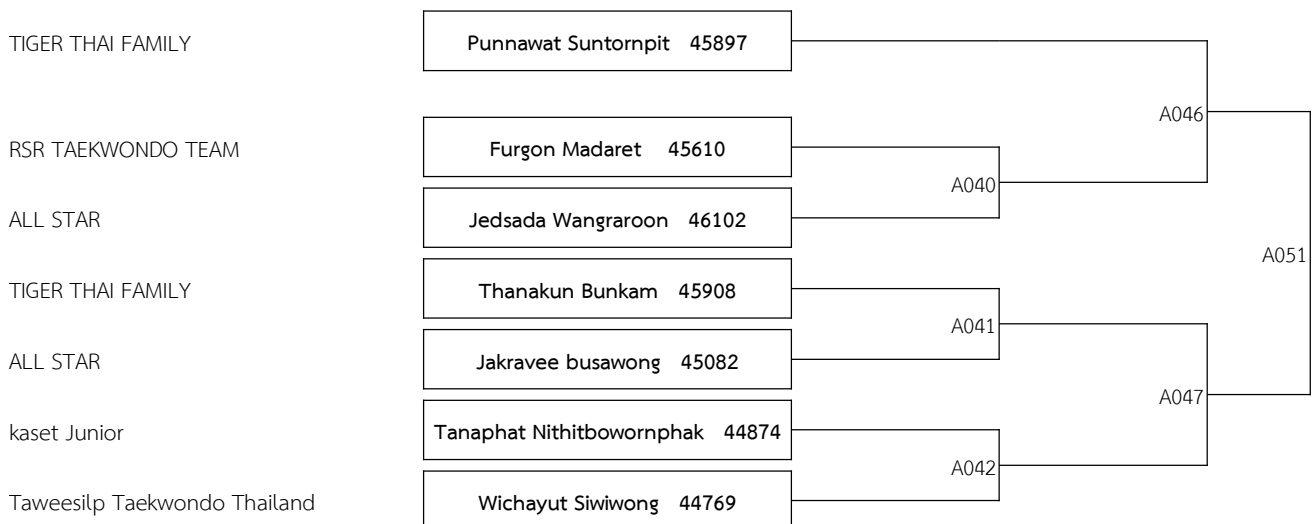 TIGER THAI FAMILY
Punnawat Suntornpit 45897
A046
RSR TAEKWONDO TEAM
Furgon Madaret 45610
A040
ALL STAR
Jedsada Wangraroon 46102
A051
TIGER THAI FAMILY
Thanakun Bunkam 45908
A041
ALL STAR
Jakravee busawong 45082
A047
kaset Junior
Tanaphat Nithitbowornphak 44874
A042
Taweesilp Taekwondo Thailand
Wichayut Siwiwong 44769